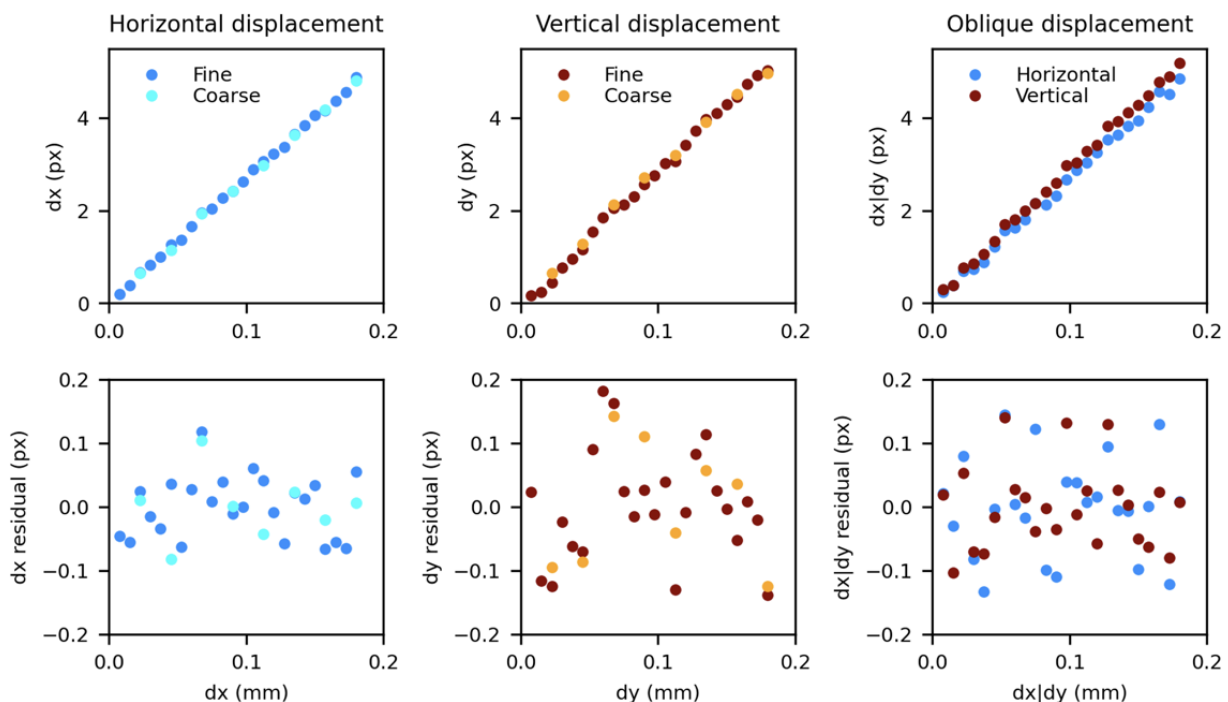 Horizontal displacement
Fine
Coarse
dx (px)
4
2
0
0.0
0.1
0.2
Vertical displacement
Fine
Coarse
dy (px)
4
2
0
0.0
0.1
0.2
Oblique displacement
Horizontal
Vertical
dx|dy (px)
4
2
0
0.0
0.1
0.2
dx residual (px)
0.2
0.1
0.0
−0.1
−0.2
0.0
0.1
0.2
dx (mm)
dy residual (px)
0.2
0.1
0.0
−0.1
−0.2
0.0
0.1
0.2
dy (mm)
dx|dy residual (px)
0.2
0.1
0.0
−0.1
−0.2
0.0
0.1
0.2
dx|dy (mm)